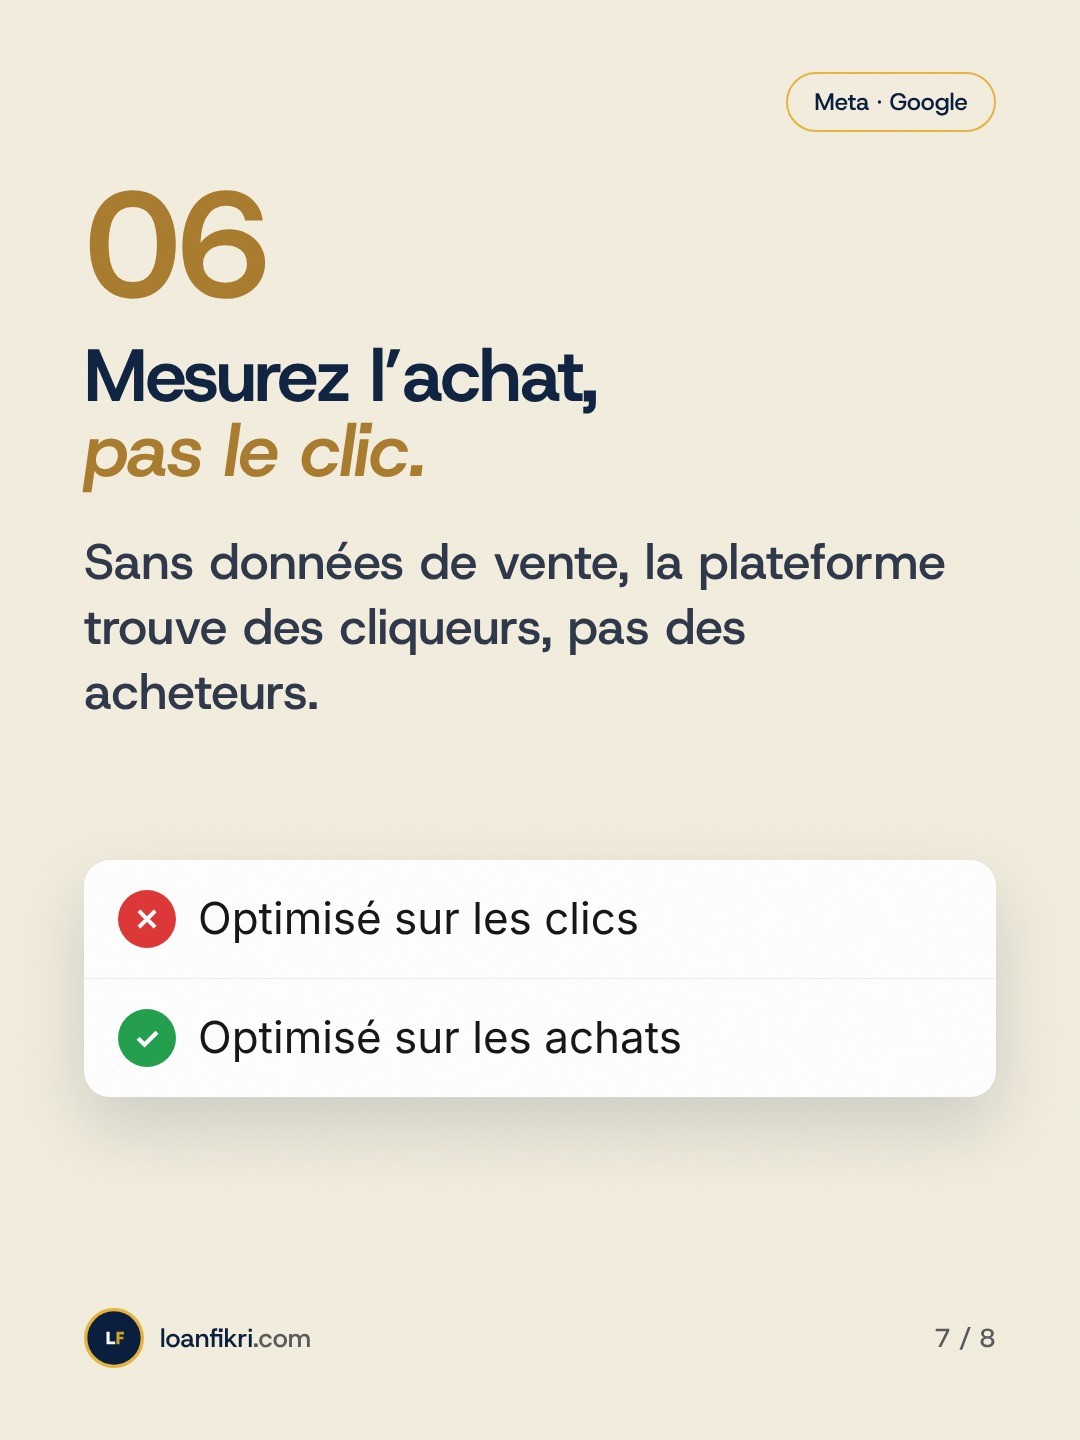 Meta · Google
06
Mesurez l’achat,
pas le clic.
Sans données de vente, la plateforme
trouve des cliqueurs, pas des
acheteurs.
Optimisé sur les clics
Optimisé sur les achats
LF
loanfikri.com
7 / 8